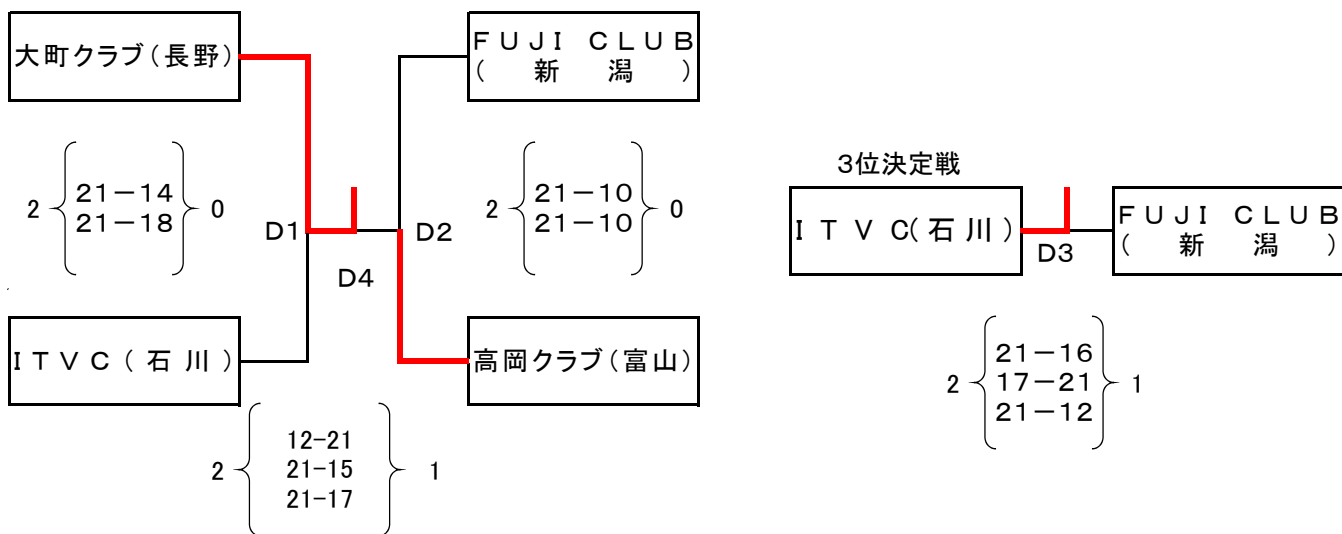 大町クラブ（長野）
ＦＵＪＩ ＣＬＵＢ
（ 新 潟 ）
2
21－14
21－18
0
D1
D2
D4
2
21－10
21－10
0
ＩＴＶＣ（石川）
高岡クラブ（富山）
2
12-21
21-15
21-17
1
3位決定戦
ＩＴＶＣ(石川)
D3
ＦＵＪＩ ＣＬＵＢ
（ 新 潟 ）
2
21－16
17－21
21－12
1